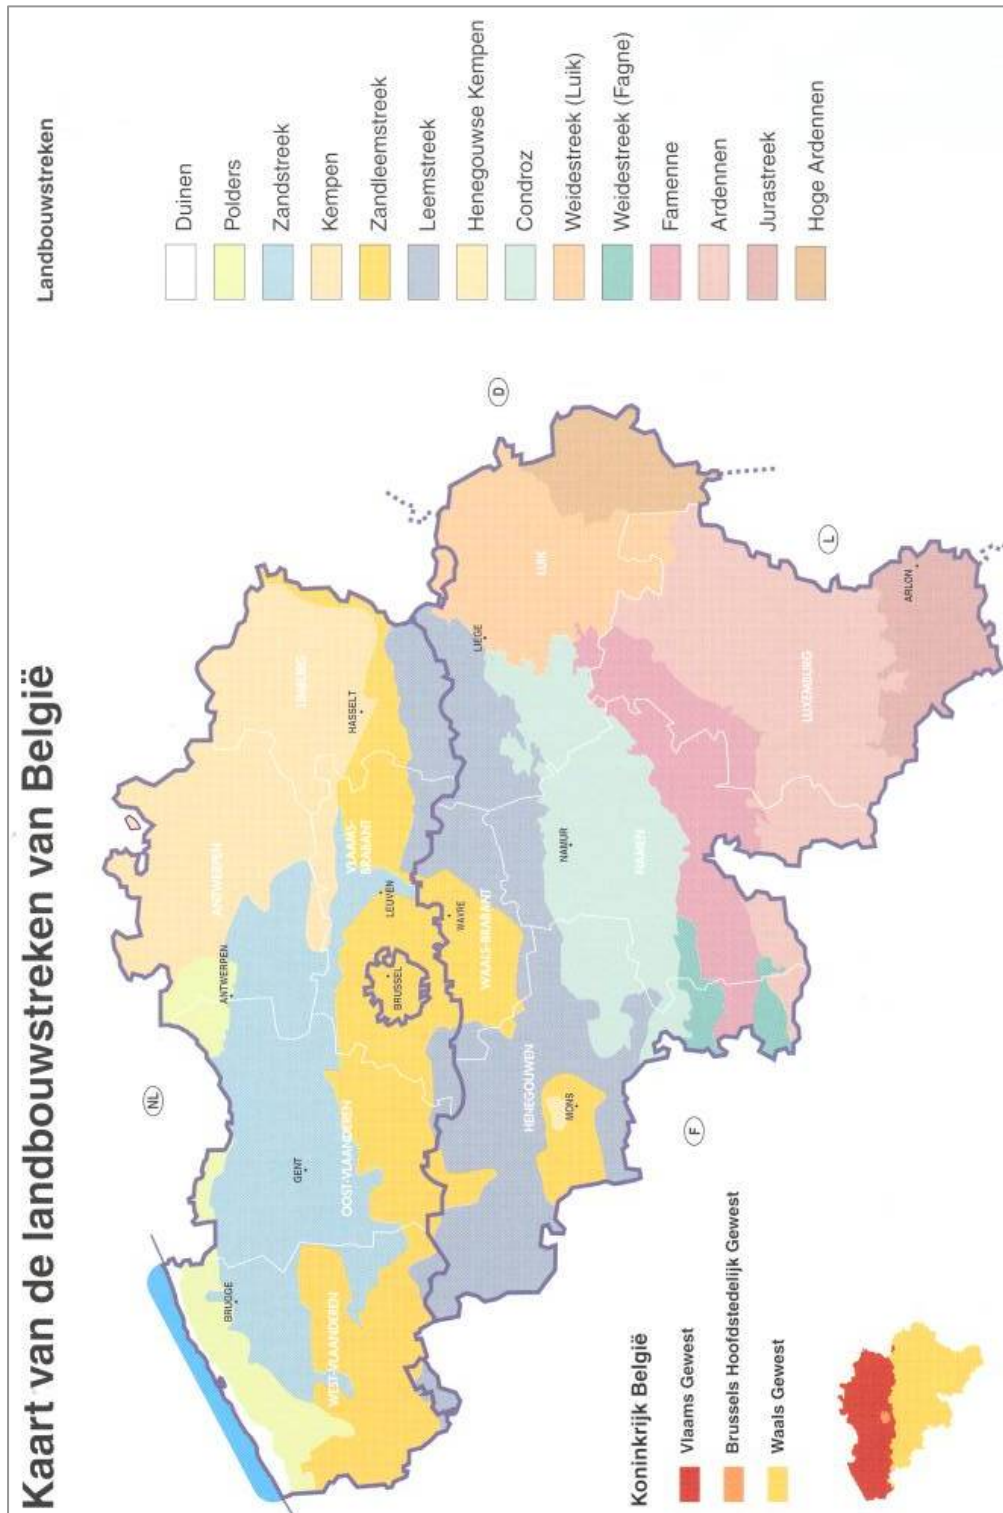 Kaart van de landbouwstreken van België
Landbouwstreken
Duinen
Polders
Zandstreek
Kempen
Zandleemstreek
Leemstreek
Henegouwse Kempen
Condroz
Weidestreek (Luik)
Weidestreek (Fagne)
Famenne
Ardennen
Jurastreek
Hoge Ardennen
NL
D
L
F
BRUGGE
GENT
ANTWERPEN
ANTWERPEN
LIMBURG
HASSELT
WEST-VLAANDEREN
OOST-VLAANDEREN
VLAAMS-
BRABANT
LEUVEN
BRUSSEL
WAVRE
WAALS-BRABANT
LIEGE
LUIK
HENEGOUWEN
MONS
NAMUR
NAMEN
LUXEMBURG
ARLON
Koninkrijk België
Vlaams Gewest
Brussels Hoofdstedelijk Gewest
Waals Gewest